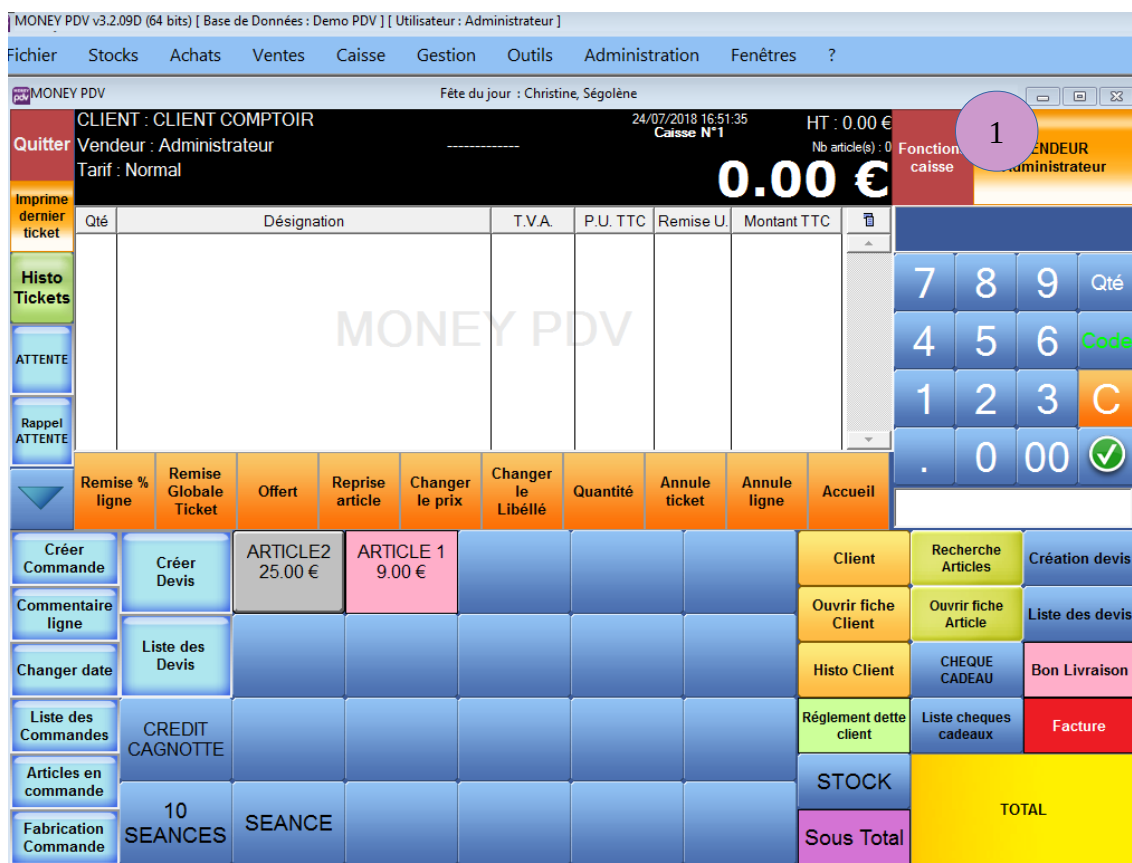 MONEY PDV v3.2.09D (64 bits) [ Base de Données : Demo PDV ] [ Utilisateur : Administrateur ]
Fichier Stocks Achats Ventes Caisse Gestion Outils Administration Fenêtres ?
MONEY PDV Fête du jour : Christine, Ségolène
Quitter
CLIENT : CLIENT COMPTOIR
Vendeur : Administrateur
Tarif : Normal
-------------
24/07/2018 16:51:35
Caisse N°1
HT : 0.00 €
Nb article(s) : 0
0.00 €
Fonction
caisse
1
VENDEUR
Administrateur
Imprime
dernier
ticket
Histo
Tickets
ATTENTE
Rappel
ATTENTE
Qté Désignation T.V.A. P.U. TTC Remise U. Montant TTC
MONEY PDV
7 8 9 Qté
4 5 6 Code
1 2 3 C
. 0 00
Remise %
ligne
Remise
Globale
Ticket
Offert
Reprise
article
Changer
le prix
Changer
le
Libéllé
Quantité
Annule
ticket
Annule
ligne
Accueil
Créer
Commande
Créer
Devis
ARTICLE2
25.00 €
ARTICLE 1
9.00 €
Client
Recherche
Articles
Création devis
Commentaire
ligne
Liste des
Devis
Ouvrir fiche
Client
Ouvrir fiche
Article
Liste des devis
Changer date
Histo Client
CHEQUE
CADEAU
Bon Livraison
Liste des
Commandes
CREDIT
CAGNOTTE
Réglement dette
client
Liste cheques
cadeaux
Facture
Articles en
commande
STOCK
TOTAL
Fabrication
Commande
10
SEANCES
SEANCE
Sous Total